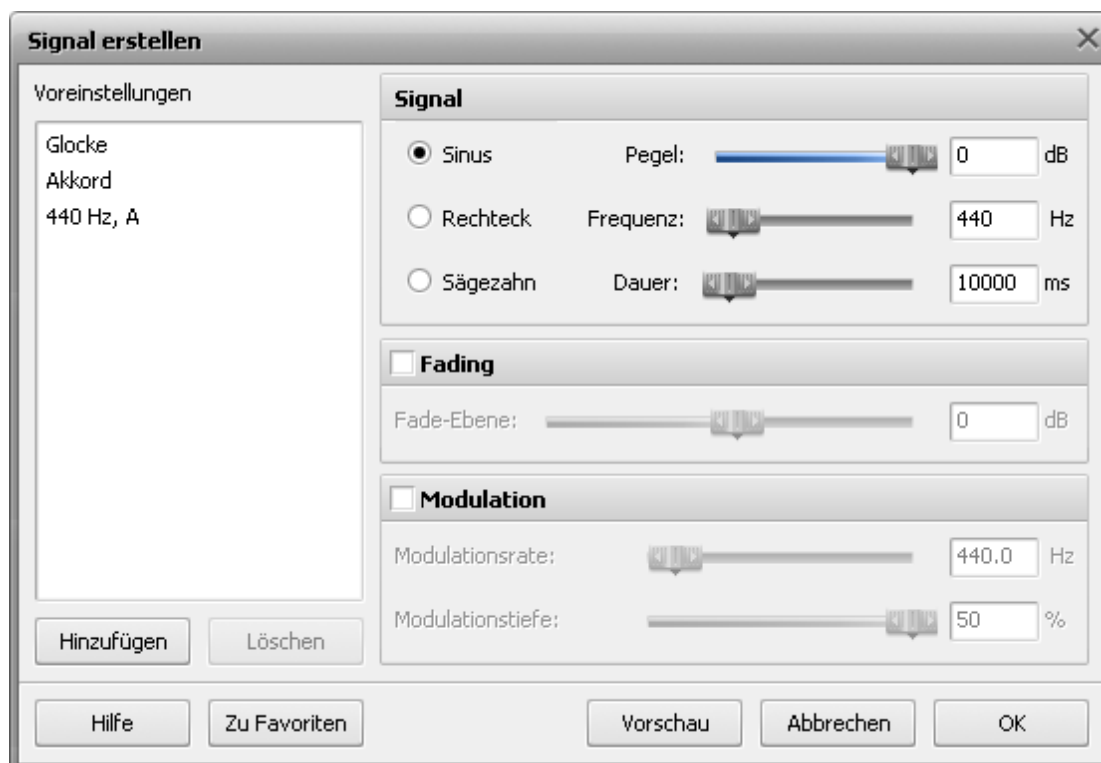 Signal erstellen
Voreinstellungen
Glocke
Akkord
440 Hz, A
Hinzufügen
Löschen
Signal
Sinus
Pegel:
0
dB
Rechteck
Frequenz:
440
Hz
Sägezahn
Dauer:
10000
ms
Fading
Fade-Ebene:
0
dB
Modulation
Modulationsrate:
440.0
Hz
Modulationstiefe:
50
%
Hilfe
Zu Favoriten
Vorschau
Abbrechen
OK